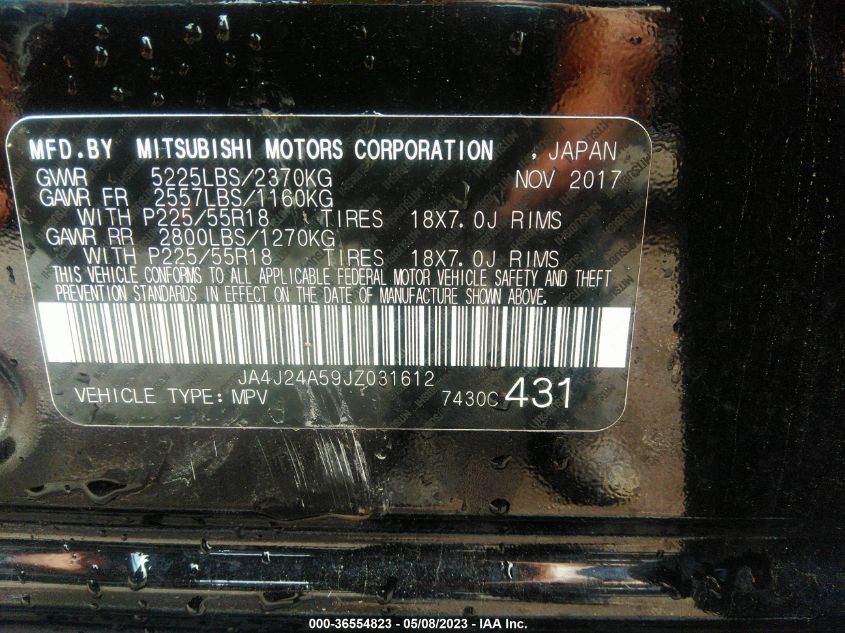 MFD.BY MITSUBISHI MOTORS CORPORATION , JAPAN
GVWR 5225LBS/2370KG NOV 2017
GAWR FR 2557LBS/1160KG
WITH P225/55R18 TIRES 18X7.0J RIMS
GAWR RR 2800LBS/1270KG
WITH P225/55R18 TIRES 18X7.0J RIMS
THIS VEHICLE CONFORMS TO ALL APPLICABLE FEDERAL MOTOR VEHICLE SAFETY AND THEFT
PREVENTION STANDARDS IN EFFECT ON THE DATE OF MANUFACTURE SHOWN ABOVE.
JA4J24A59JZ031612
VEHICLE TYPE: MPV 7430C 431
000-36554823 - 05/08/2023 - IAA Inc.